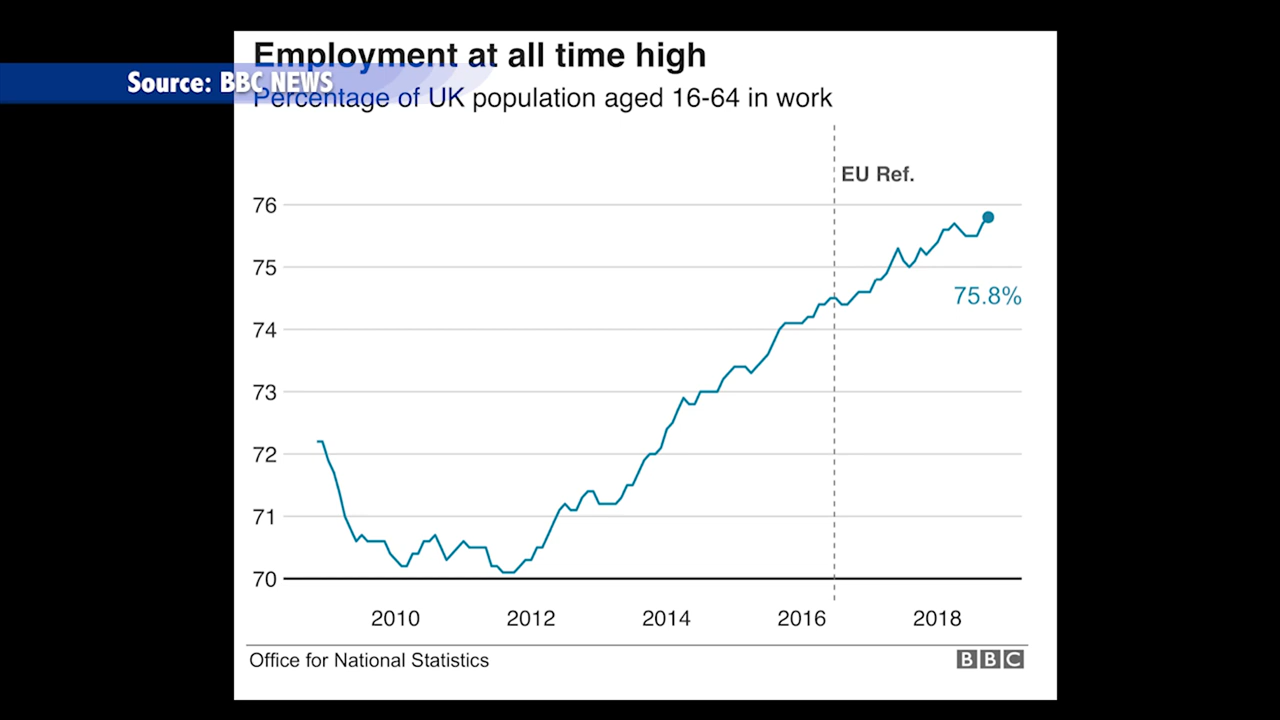 Employment at all time high
Source: BBC NEWS
Percentage of UK population aged 16-64 in work
EU Ref.
76
75
75.8%
74
73
72
71
70
2010 2012 2014 2016 2018
Office for National Statistics
BBC